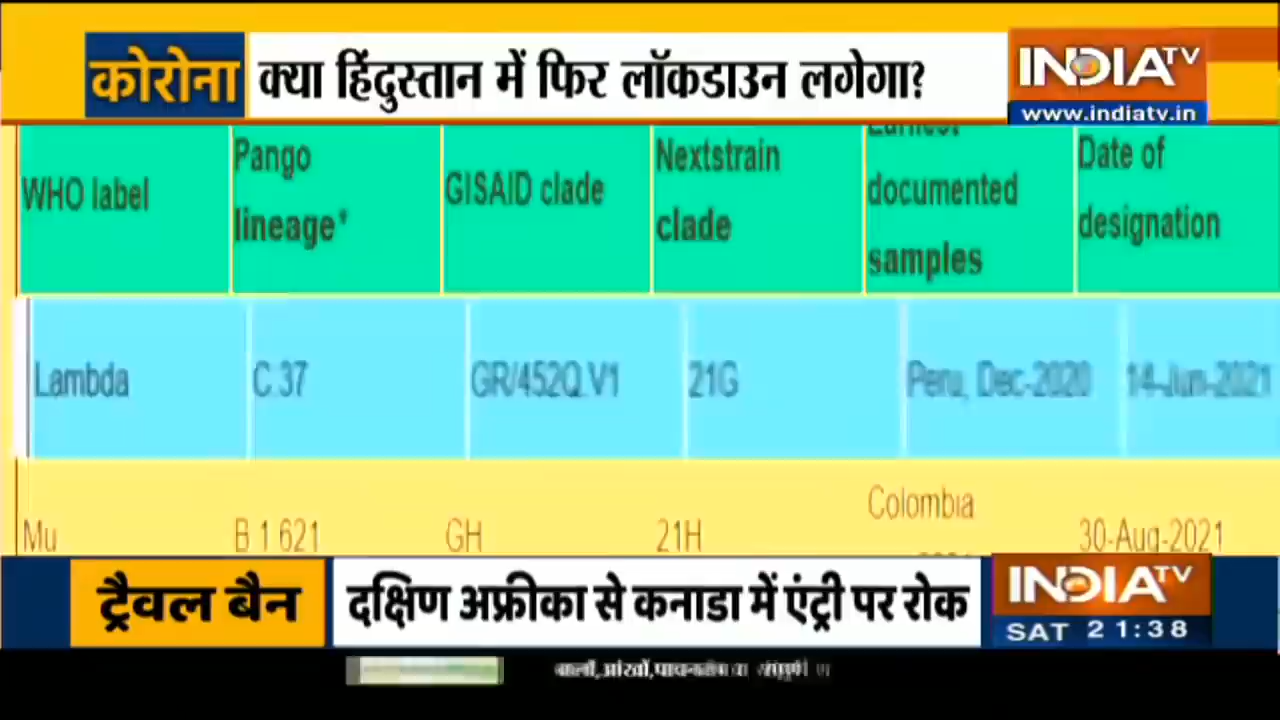 कोरोना क्या हिंदुस्तान में फिर लॉकडाउन लगेगा? INDIA TV
www.indiatv.in
WHO label
Pango
lineage*
GISAID clade
Nextstrain
clade
Earliest
documented
samples
Date of
designation
Lambda C.37 GR/452Q.V1 21G Peru, Dec-2020 14-Jun-2021
Mu B 1 621 GH 21H Colombia 30-Aug-2021
ट्रैवल बैन दक्षिण अफ्रीका से कनाडा में एंट्री पर रोक INDIA TV
SAT 21:38